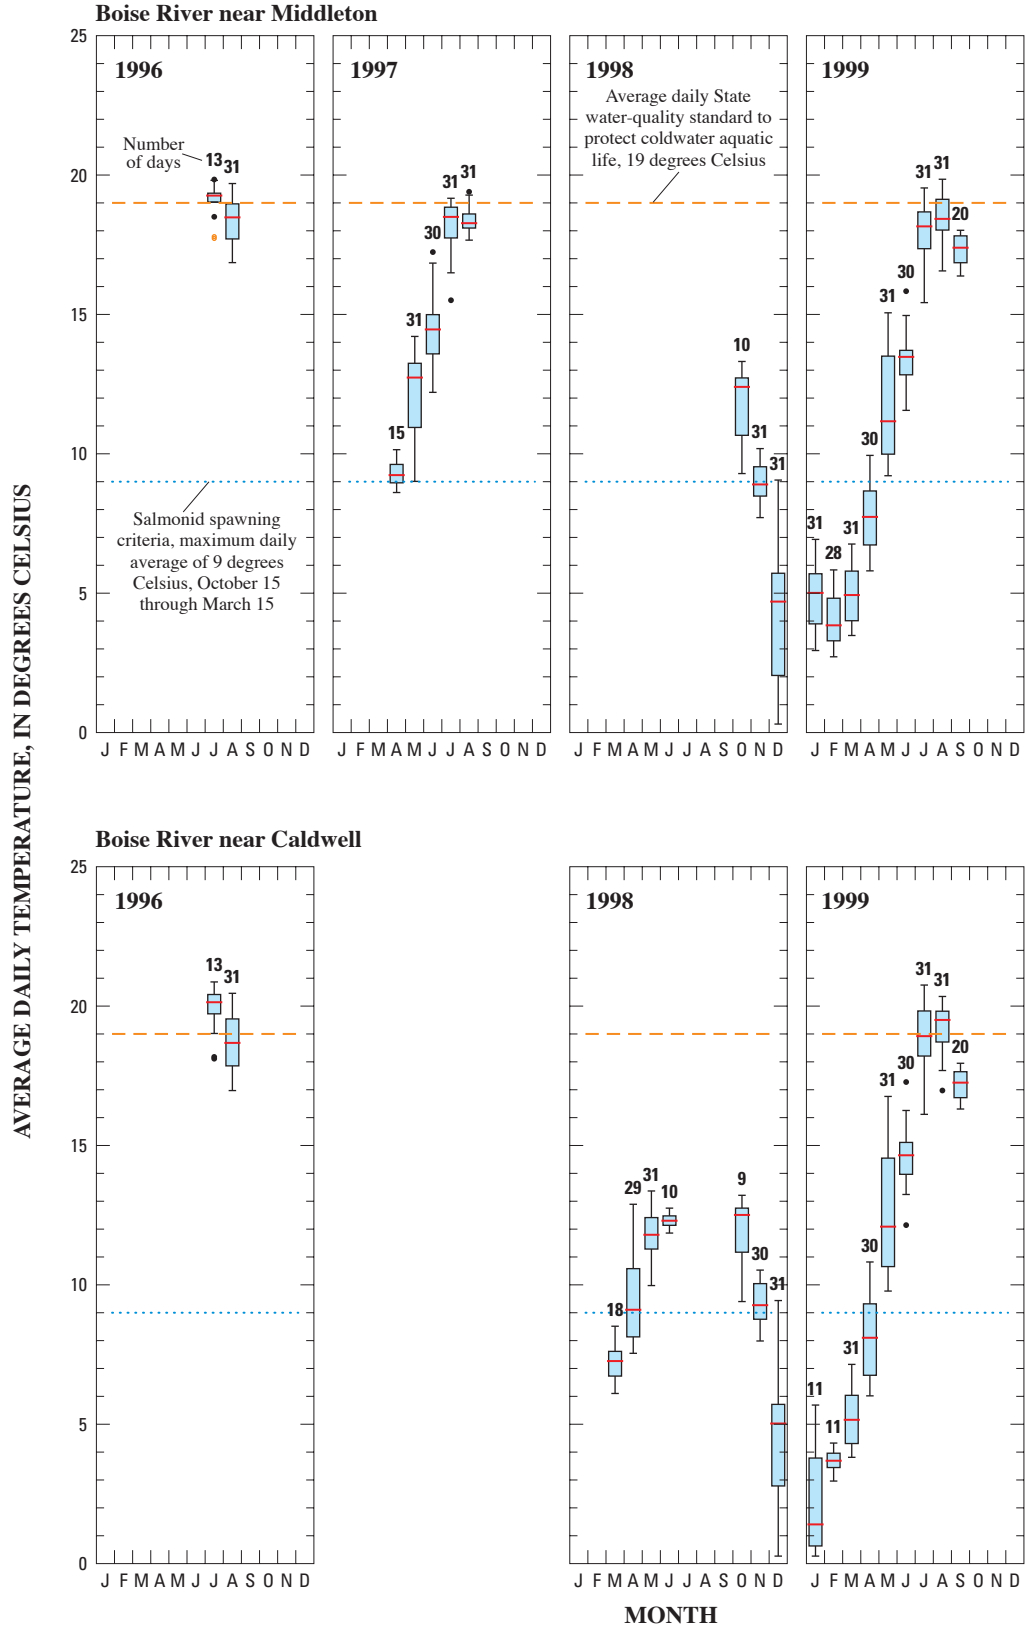 Boise River near Middleton
25
20
15
10
5
0
1996
Number
of days
13
31
Salmonid spawning
criteria, maximum daily
average of 9 degrees
Celsius, October 15
through March 15
J F M A M J J A S O N D
1997
15
31
30
31
31
J F M A M J J A S O N D
1998
Average daily State
water-quality standard to
protect coldwater aquatic
life, 19 degrees Celsius
10
31
31
J F M A M J J A S O N D
1999
31
28
31
30
31
30
31
31
20
J F M A M J J A S O N D
AVERAGE DAILY TEMPERATURE, IN DEGREES CELSIUS
Boise River near Caldwell
25
20
15
10
5
0
1996
13
31
J F M A M J J A S O N D
1998
18
29
31
10
9
30
31
J F M A M J J A S O N D
1999
11
11
31
30
31
30
31
31
20
J F M A M J J A S O N D
MONTH